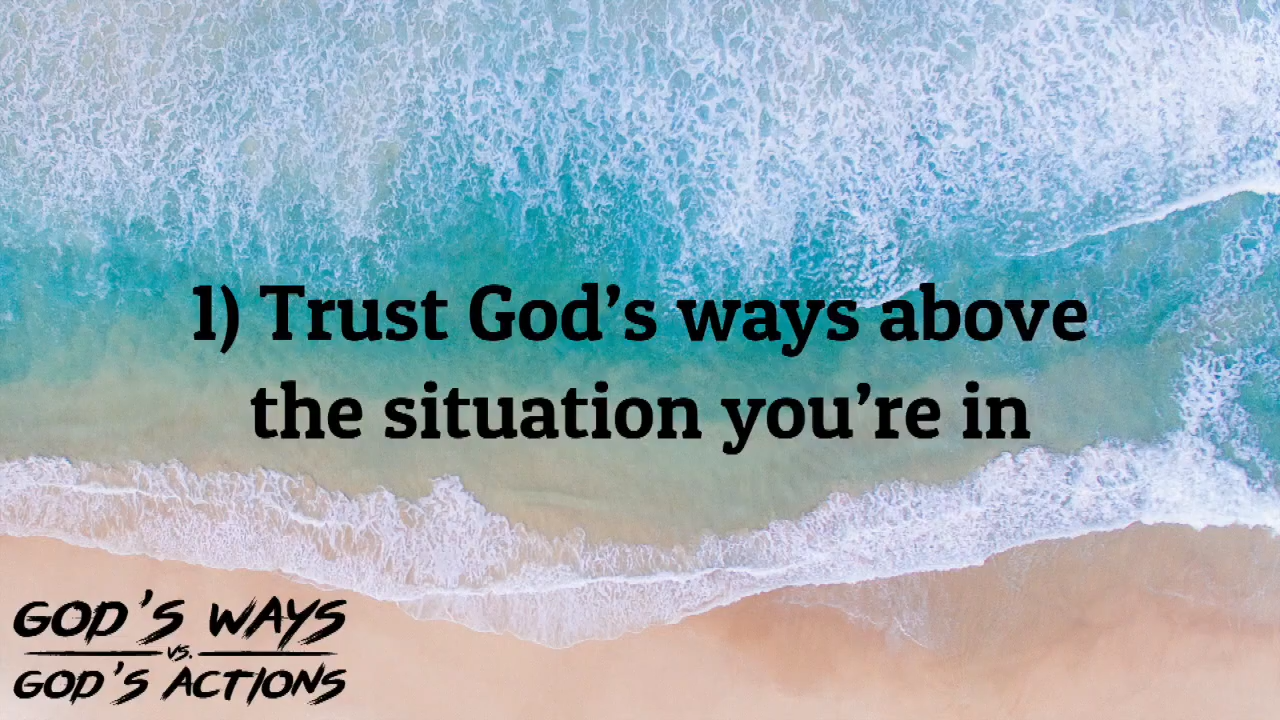 1) Trust God’s ways above
the situation you’re in
GOD'S WAYS
VS.
GOD'S ACTIONS